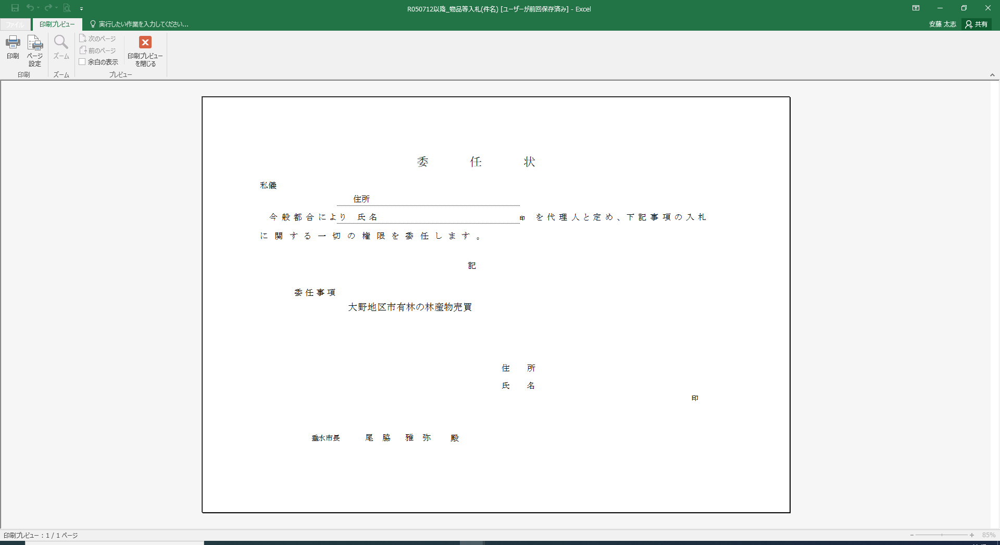 R050712以降_物品等入札(件名) [ユーザーが前回保存済み] - Excel
ファイル 印刷プレビュー 実行したい作業を入力してください... 安藤 太志 共有
印刷 ページ設定 ズーム 次のページ
前のページ
余白の表示
印刷プレビューを閉じる
印刷 ズーム プレビュー
委 任 状
私儀
住所
今般都合により 氏名 印 を代理人と定め、下記事項の入札
に関する一切の権限を委任します。
記
委任事項
大野地区市有林の林産物売買
住 所
氏 名
印
垂水市長 尾 脇 雅 弥 殿
印刷プレビュー : 1 / 1 ページ 85%